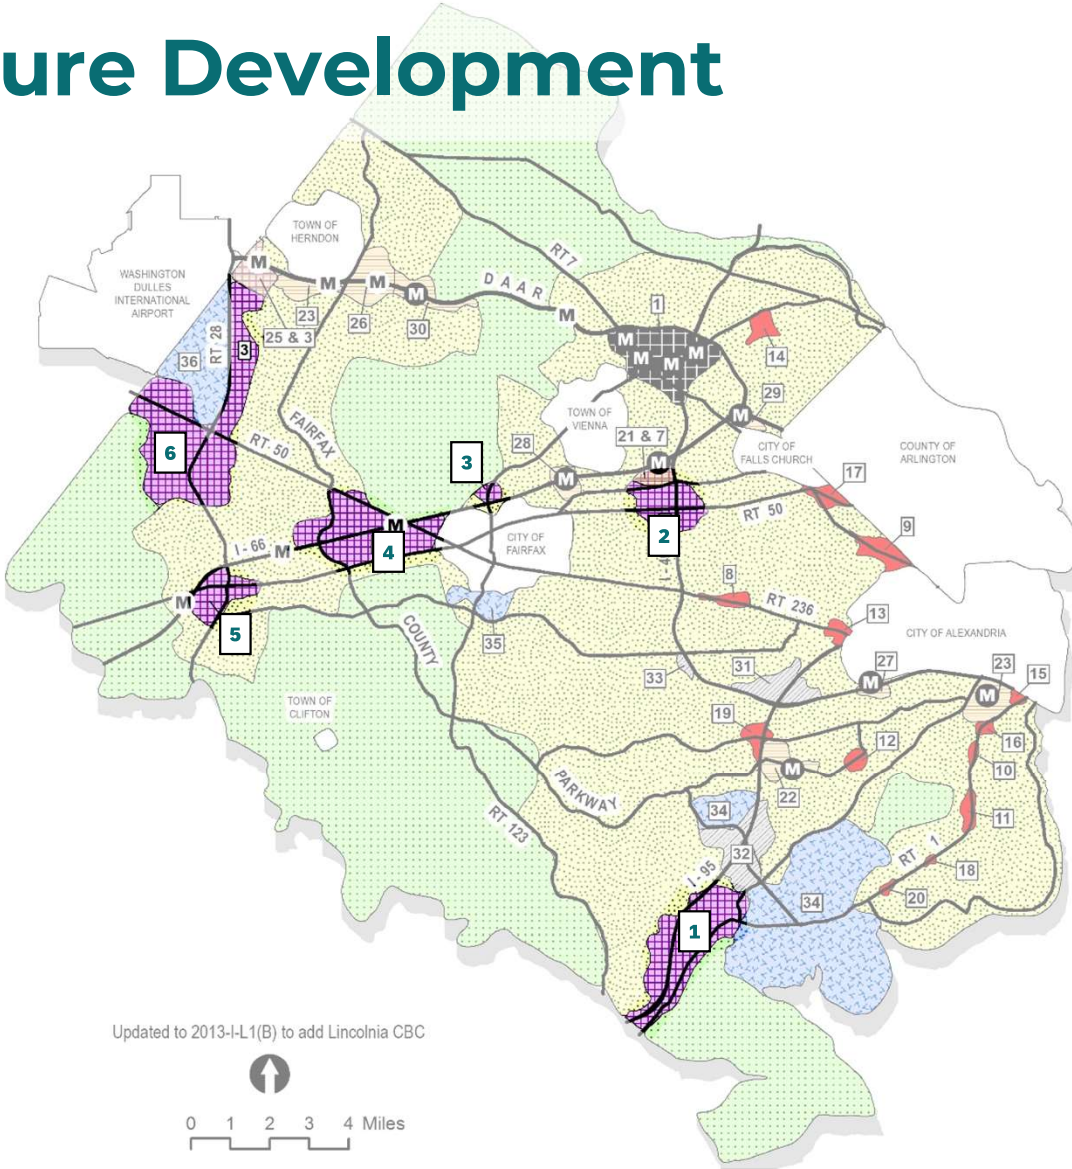 ure Development
TOWN OF
HERNDON
WASHINGTON
DULLES
INTERNATIONAL
AIRPORT
RT 7
D A A R
M
M
M
M
M
M
M
M
M
M
1
23
25 & 3
26
30
36
RT 28
3
14
29
M
TOWN OF
VIENNA
21 & 7
28
CITY OF
FALLS CHURCH
COUNTY OF
ARLINGTON
FAIRFAX
RT 50
6
3
M
M
17
9
2
RT 50
I - 4
M
4
CITY OF
FAIRFAX
I - 66
M
M
5
35
8
RT 236
13
CITY OF ALEXANDRIA
COUNTY
33
31
27
M
23
M
15
TOWN OF
CLIFTON
19
12
16
10
M
22
PARKWAY
34
11
RT 123
32
RT 1
18
I - 95
20
34
1
Updated to 2013-I-L1(B) to add Lincolnia CBC
0 1 2 3 4 Miles